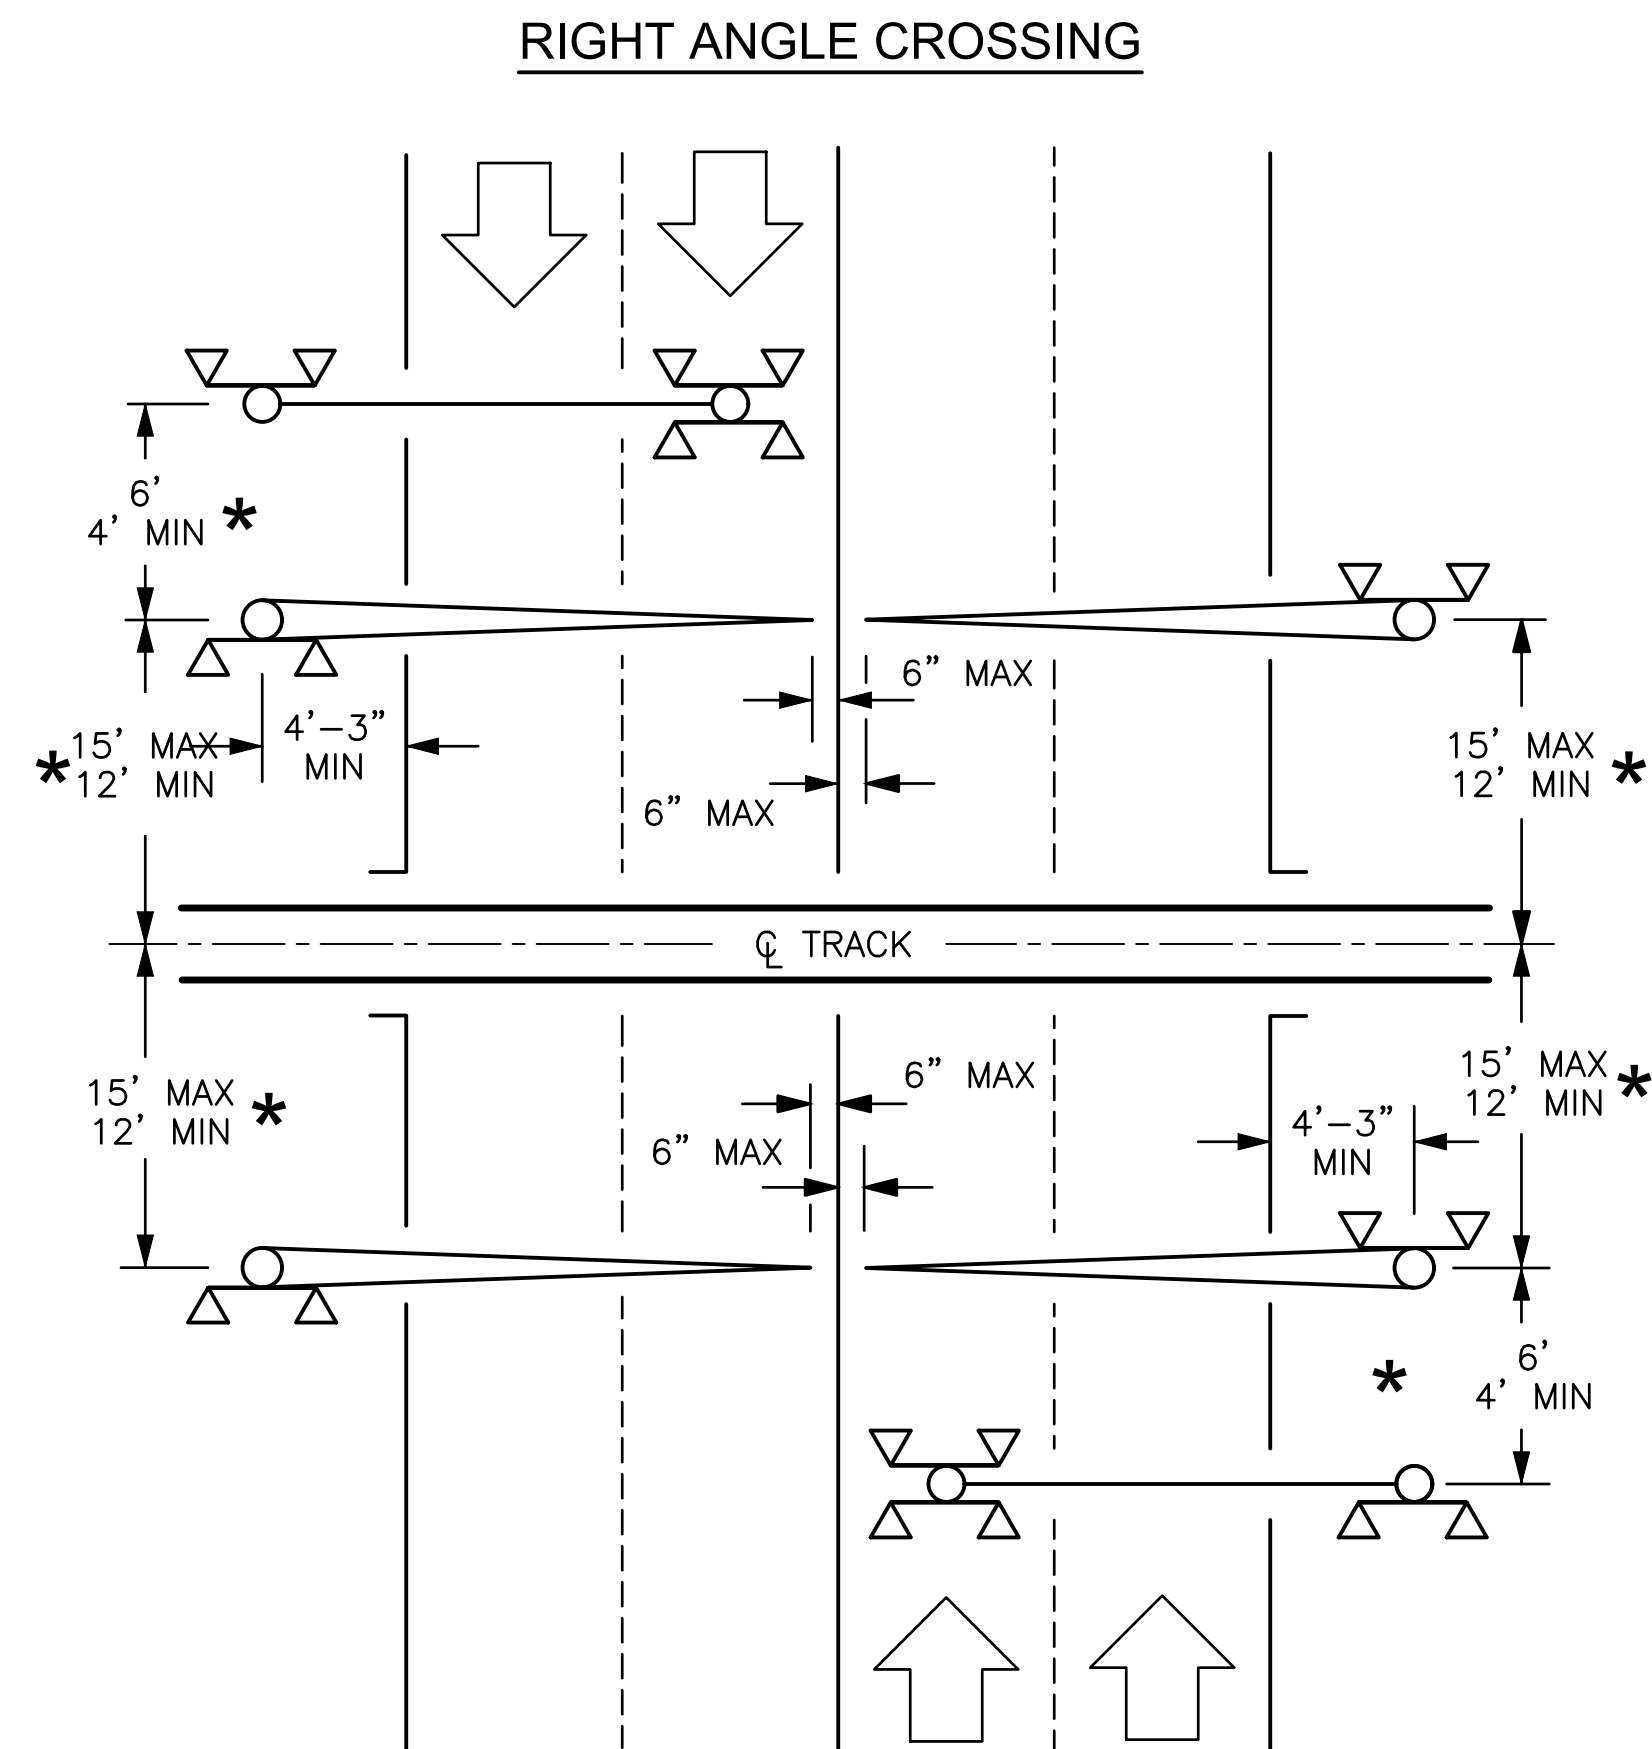 RIGHT ANGLE CROSSING
6’
4’ MIN *
6” MAX
4’-3”
MIN
*15’ MAX
12’ MIN
15’ MAX
12’ MIN *
6” MAX
℄ TRACK
6” MAX
15’ MAX
12’ MIN *
15’ MAX
12’ MIN *
6” MAX
4’-3”
MIN
*
6’
4’ MIN